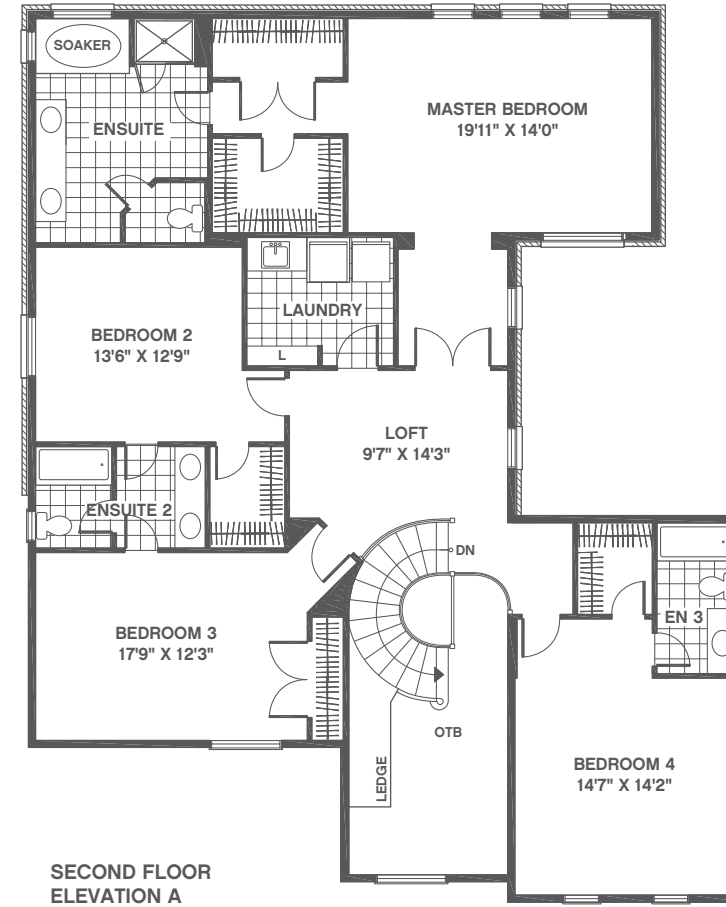 SOAKER
ENSUITE
MASTER BEDROOM
19'11" X 14'0"
LAUNDRY
L
BEDROOM 2
13'6" X 12'9"
LOFT
9'7" X 14'3"
ENSUITE 2
DN
EN 3
BEDROOM 3
17'9" X 12'3"
OTB
LEDGE
BEDROOM 4
14'7" X 14'2"
SECOND FLOOR
ELEVATION A